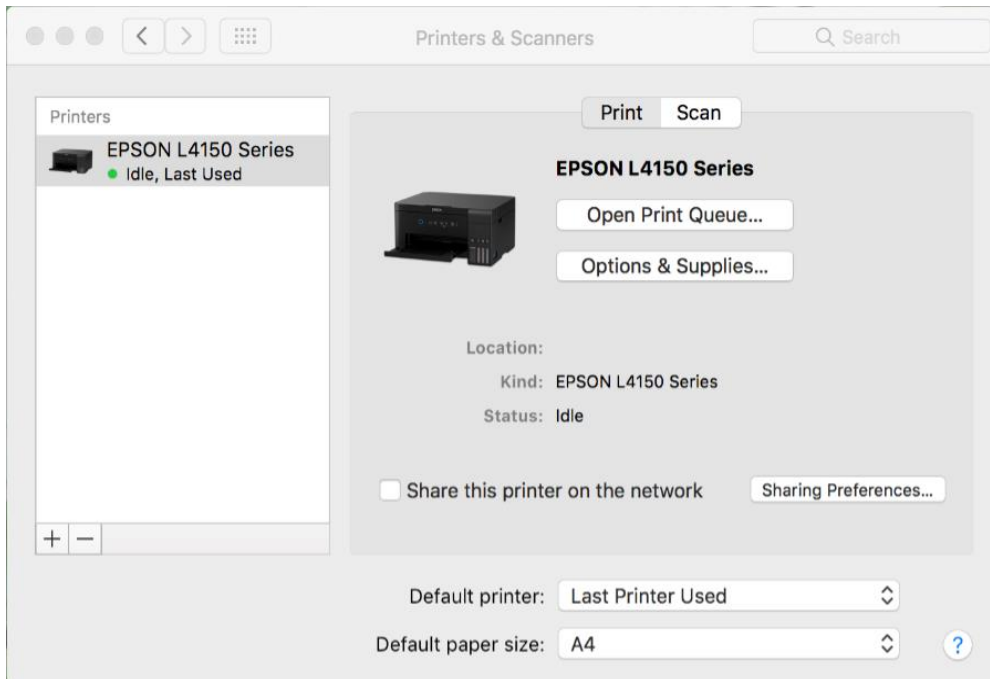 Printers & Scanners
Search
Printers
EPSON L4150 Series
Idle, Last Used
Print Scan
EPSON L4150 Series
Open Print Queue...
Options & Supplies...
Location:
Kind: EPSON L4150 Series
Status: Idle
Share this printer on the network
Sharing Preferences...
Default printer: Last Printer Used
Default paper size: A4
?